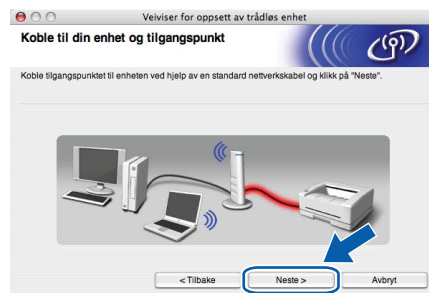 Veiviser for oppsett av trådløs enhet
Koble til din enhet og tilgangspunkt
Koble tilgangspunktet til enheten ved hjelp av en standard nettverkskabel og klikk på "Neste".
< Tilbake
Neste >
Avbryt